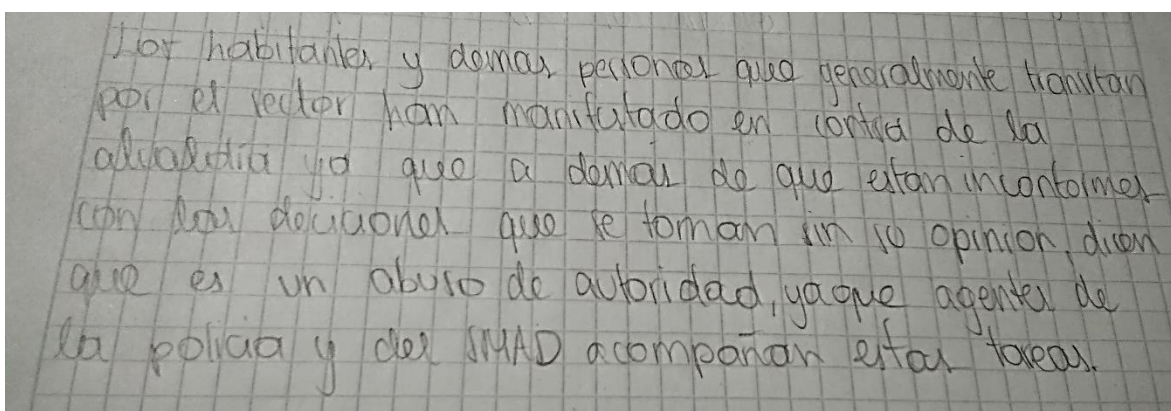 Los habitantes y demas personas que generalmente transitan
por el sector han manifestado en contra de la
alcaldia ya que a demas de que estan inconformes
con las deciciones que se toman sin su opinion, dicen
que es un abuso de autoridad, ya que agentes de
la policia y del SMAD acompañan estas tareas.